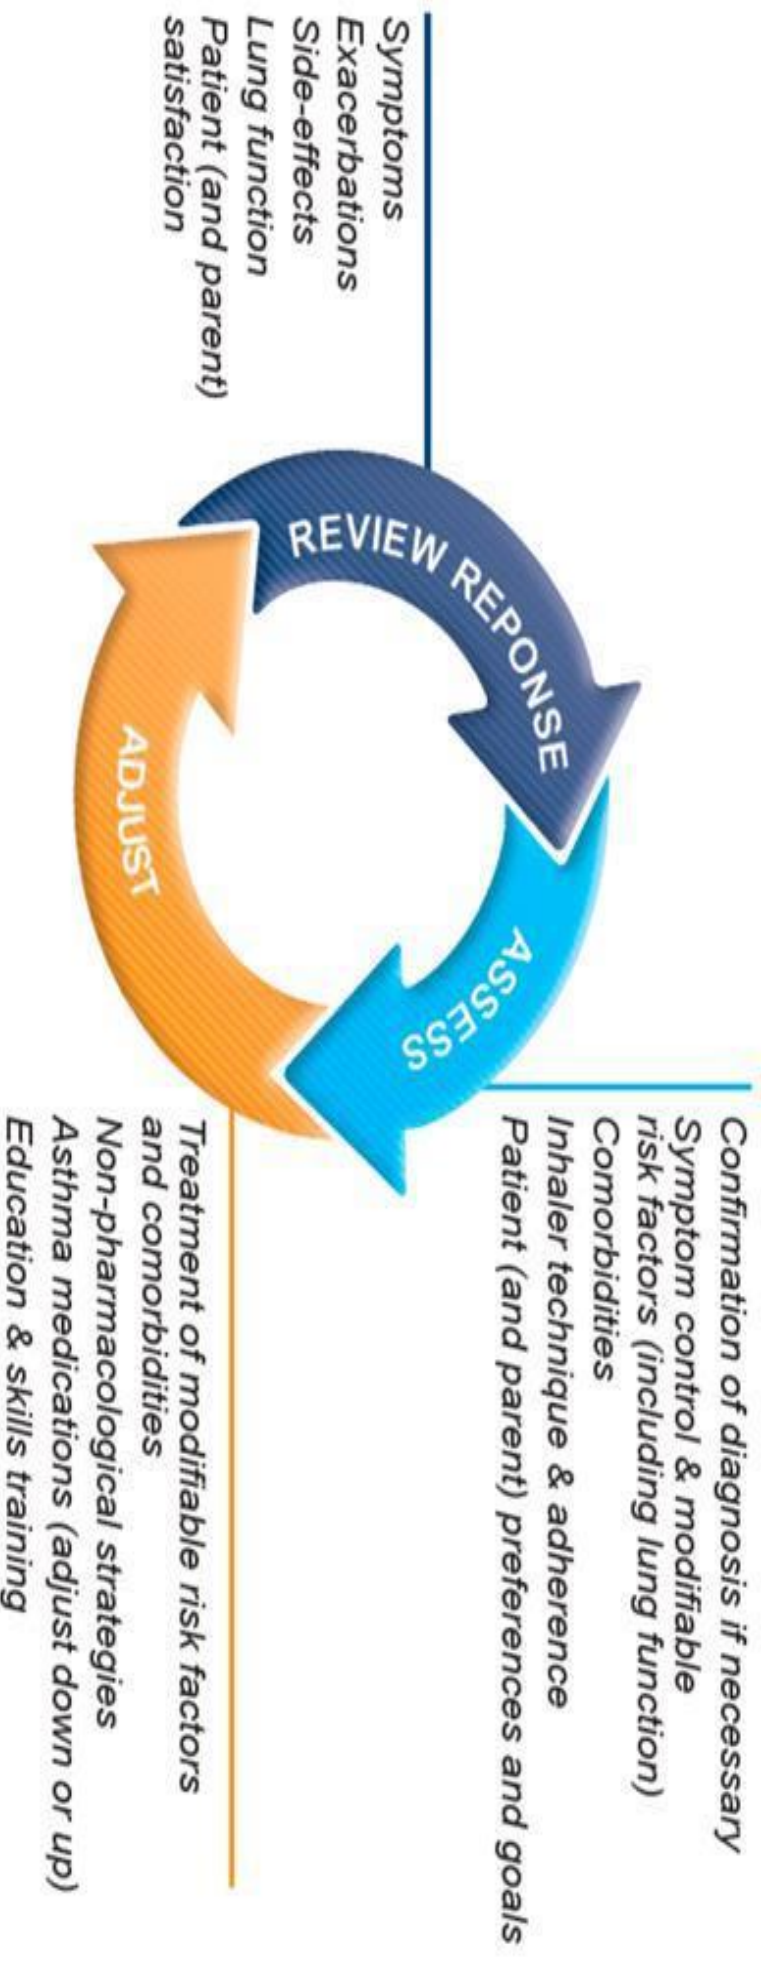 Symptoms
Exacerbations
Side-effects
Lung function
Patient (and parent)
satisfaction
REVIEW REPONSE
ASSESS
ADJUST
Confirmation of diagnosis if necessary
Symptom control & modifiable
risk factors (including lung function)
Comorbidities
Inhaler technique & adherence
Patient (and parent) preferences and goals
Treatment of modifiable risk factors
and comorbidities
Non-pharmacological strategies
Asthma medications (adjust down or up)
Education & skills training